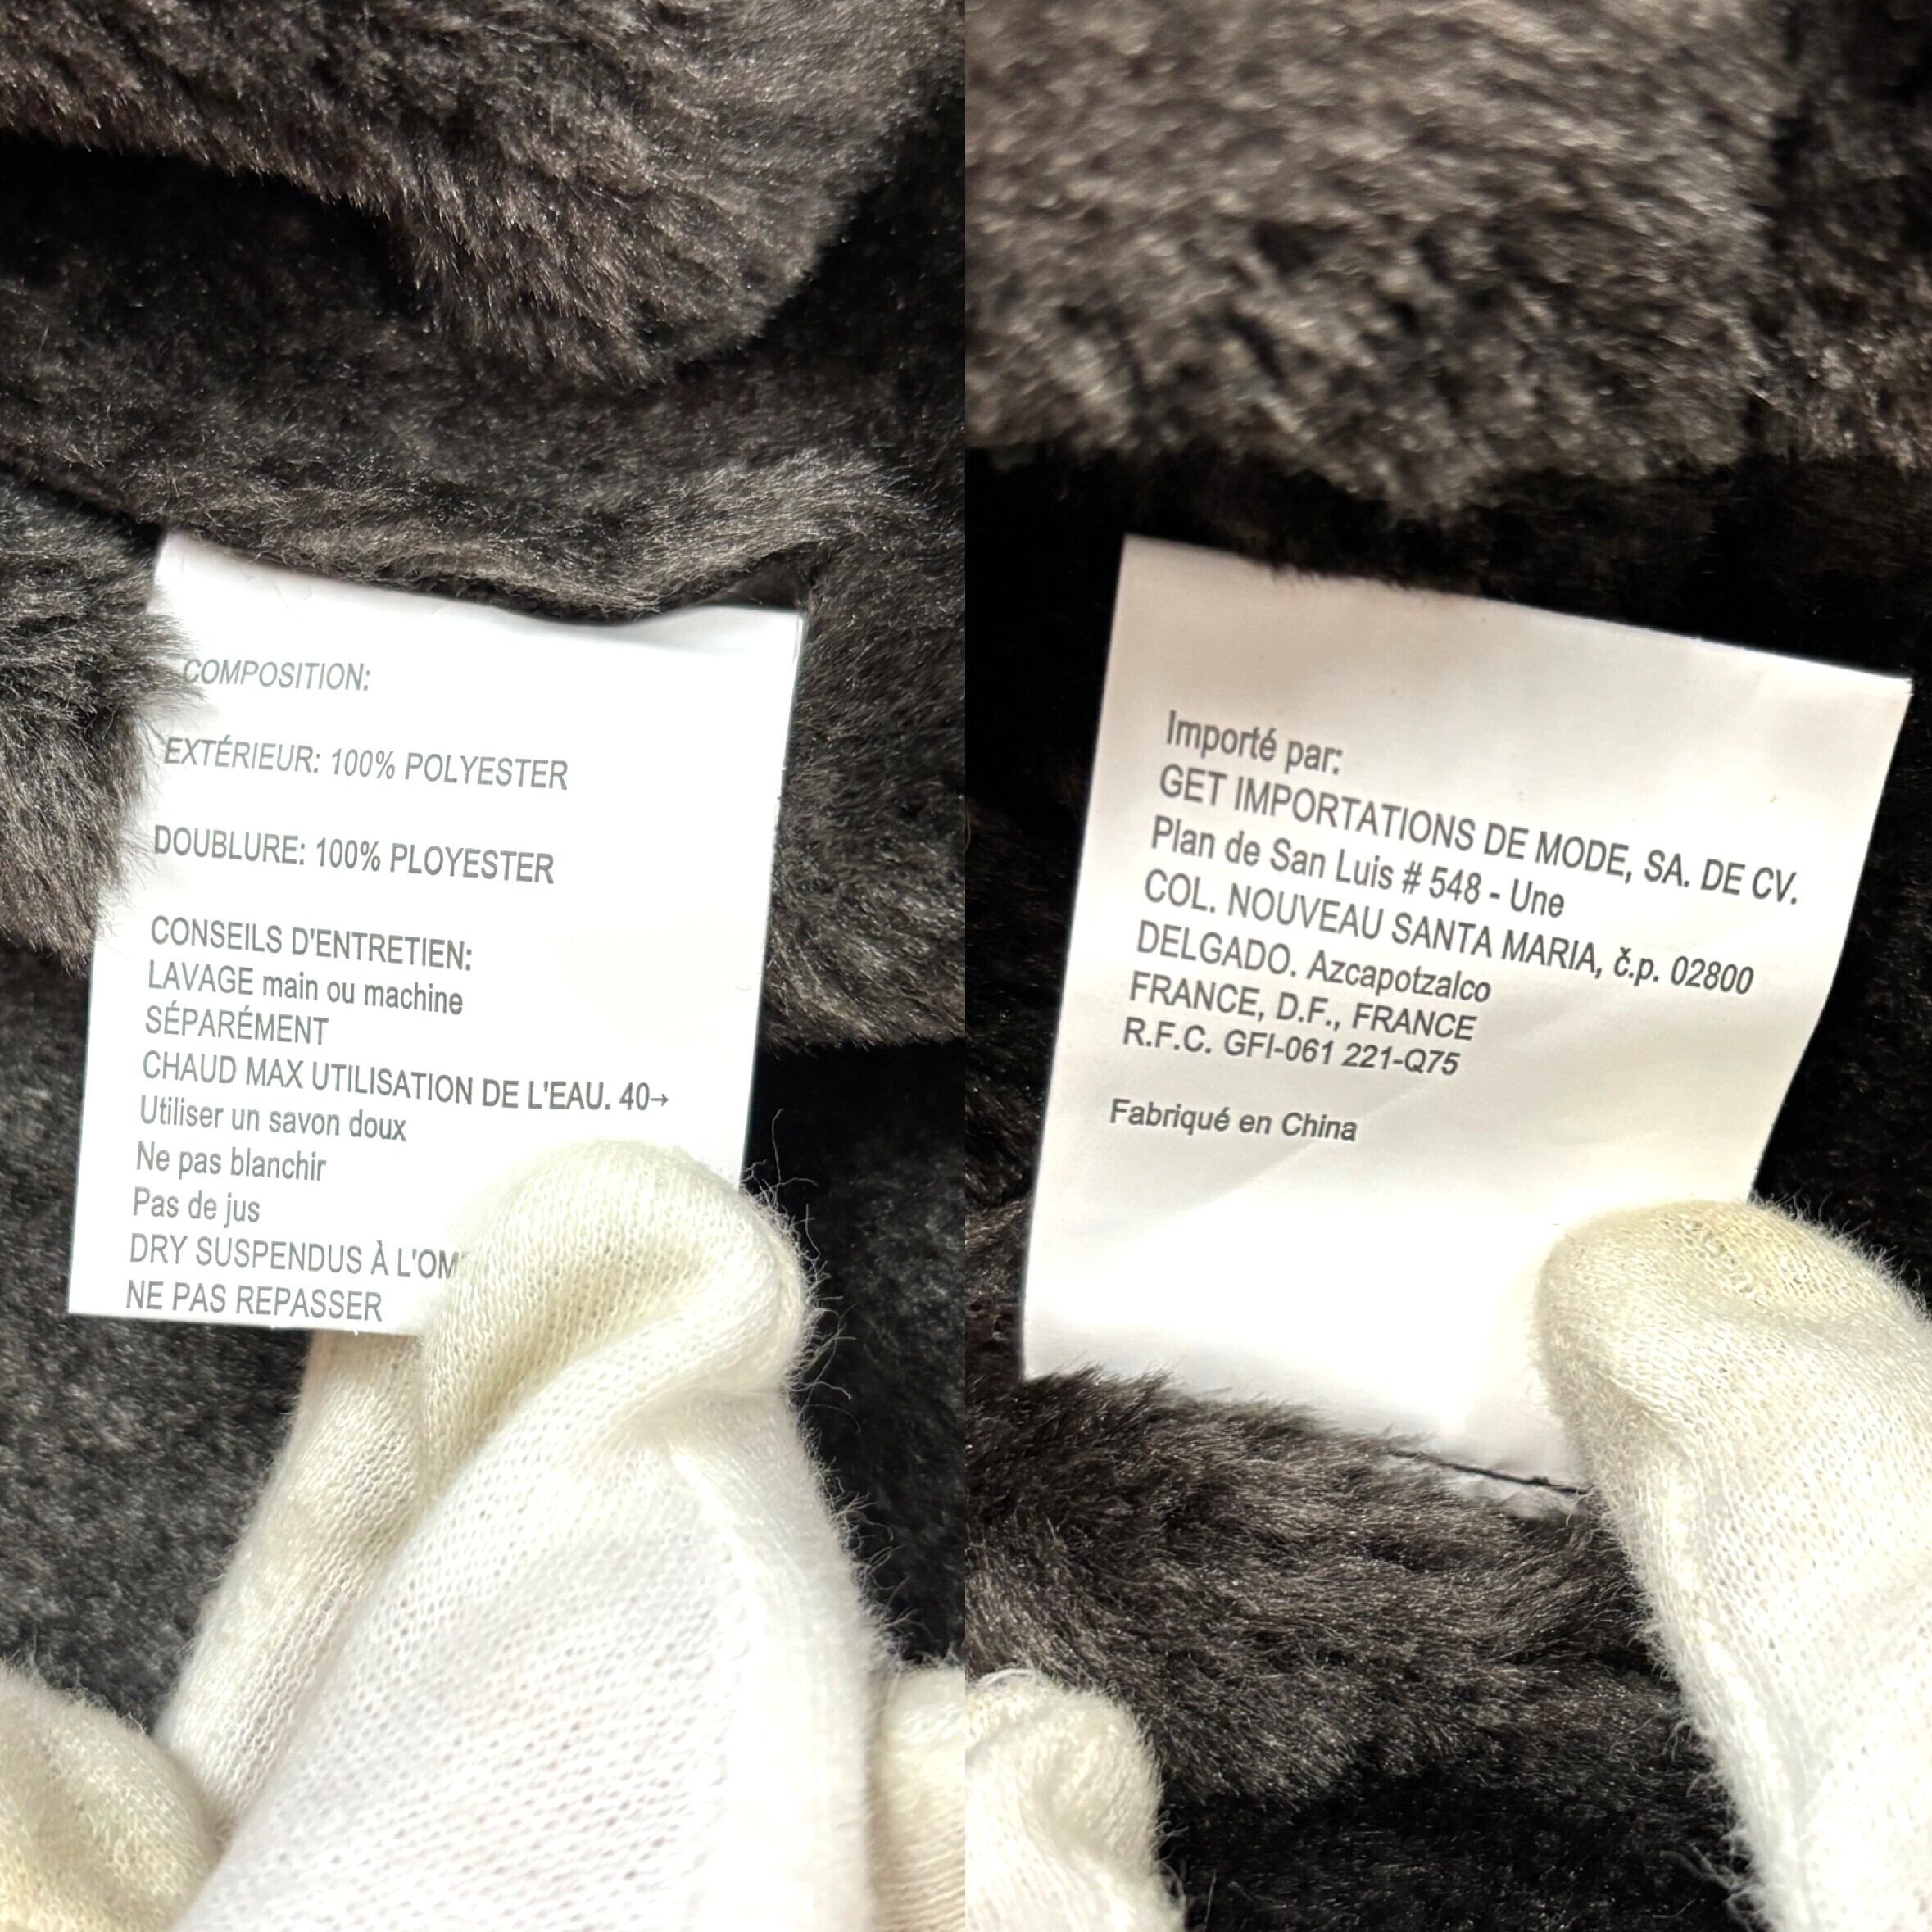 COMPOSITION:
EXTÉRIEUR: 100% POLYESTER
DOUBLURE: 100% PLOYESTER
CONSEILS D'ENTRETIEN:
LAVAGE main ou machine
SÉPARÉMENT
CHAUD MAX UTILISATION DE L'EAU. 40→
Utiliser un savon doux
Ne pas blanchir
Pas de jus
DRY SUSPENDUS À
NE PAS REPASSER
Importé par:
GET IMPORTATIONS DE MODE, SA. DE CV.
Plan de San Luis # 548 - Une
COL. NOUVEAU SANTA MARIA, č.p. 02800
DELGADO. Azcapotzalco
FRANCE, D.F., FRANCE
R.F.C. GFI-061 221-Q75
Fabriqué en China